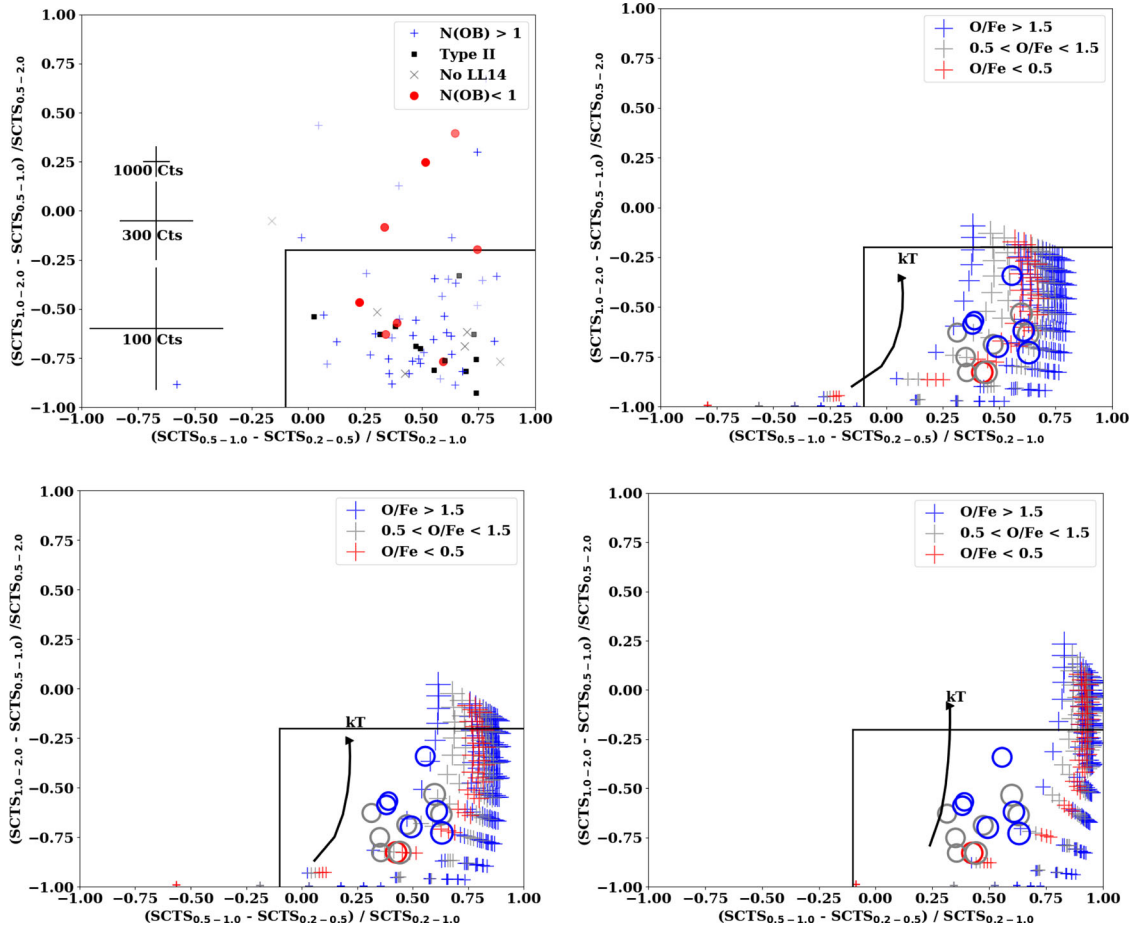 1.00
0.75
0.50
0.25
0.00
−0.25
−0.50
−0.75
−1.00
(SCTS1.0−2.0 - SCTS0.5−1.0) /SCTS0.5−2.0
N(OB) > 1
Type II
No LL14
N(OB)< 1
1000 Cts
300 Cts
100 Cts
−1.00 −0.75 −0.50 −0.25 0.00 0.25 0.50 0.75 1.00
(SCTS0.5−1.0 - SCTS0.2−0.5) / SCTS0.2−1.0
1.00
0.75
0.50
0.25
0.00
−0.25
−0.50
−0.75
−1.00
(SCTS1.0−2.0 - SCTS0.5−1.0) /SCTS0.5−2.0
O/Fe > 1.5
0.5 < O/Fe < 1.5
O/Fe < 0.5
kT
−1.00 −0.75 −0.50 −0.25 0.00 0.25 0.50 0.75 1.00
(SCTS0.5−1.0 - SCTS0.2−0.5) / SCTS0.2−1.0
1.00
0.75
0.50
0.25
0.00
−0.25
−0.50
−0.75
−1.00
(SCTS1.0−2.0 - SCTS0.5−1.0) /SCTS0.5−2.0
O/Fe > 1.5
0.5 < O/Fe < 1.5
O/Fe < 0.5
kT
−1.00 −0.75 −0.50 −0.25 0.00 0.25 0.50 0.75 1.00
(SCTS0.5−1.0 - SCTS0.2−0.5) / SCTS0.2−1.0
1.00
0.75
0.50
0.25
0.00
−0.25
−0.50
−0.75
−1.00
(SCTS1.0−2.0 - SCTS0.5−1.0) /SCTS0.5−2.0
O/Fe > 1.5
0.5 < O/Fe < 1.5
O/Fe < 0.5
kT
−1.00 −0.75 −0.50 −0.25 0.00 0.25 0.50 0.75 1.00
(SCTS0.5−1.0 - SCTS0.2−0.5) / SCTS0.2−1.0